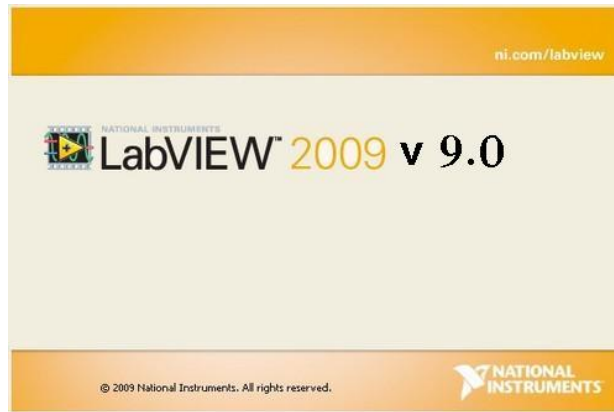 ni.com/labview
NATIONAL INSTRUMENTS
LabVIEW™ 2009 v 9.0
© 2009 National Instruments. All rights reserved.
NATIONAL
INSTRUMENTS